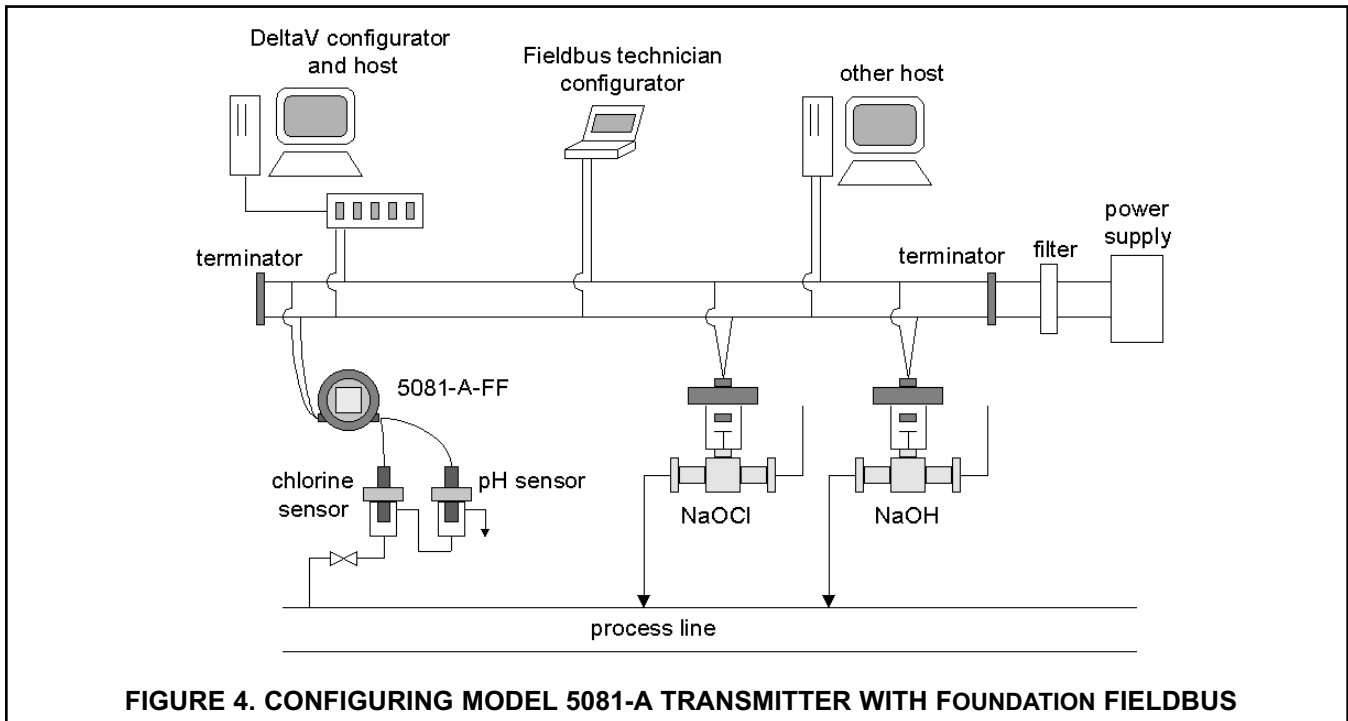 DeltaV configurator
and host
Fieldbus technician
configurator
other host
power
supply
terminator
terminator
filter
5081-A-FF
chlorine
sensor
pH sensor
NaOCl
NaOH
process line
FIGURE 4. CONFIGURING MODEL 5081-A TRANSMITTER WITH FOUNDATION FIELDBUS